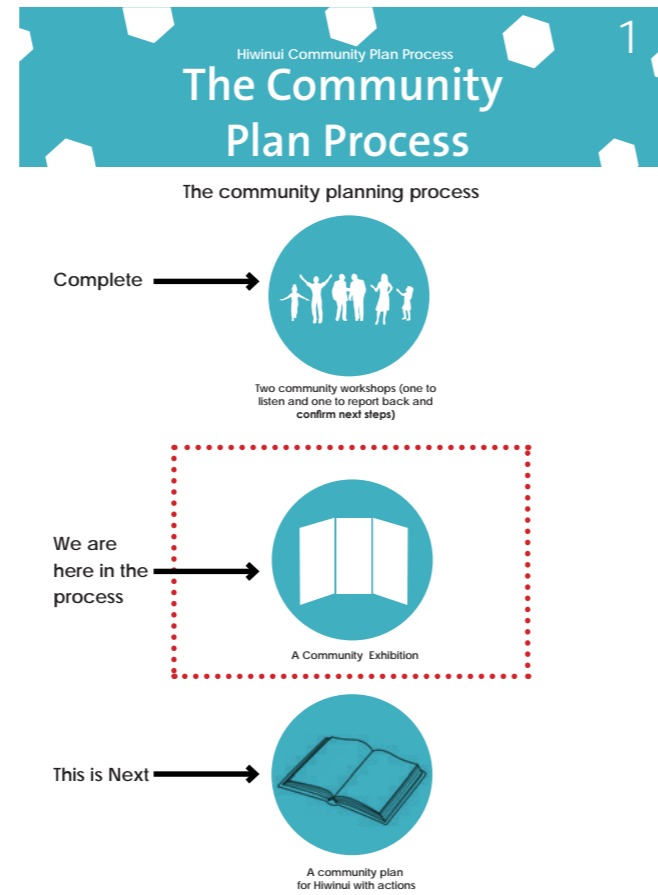 1
Hiwinui Community Plan Process
The Community
Plan Process
The community planning process
Complete
Two community workshops (one to
listen and one to report back and
confirm next steps)
We are
here in the
process
A Community Exhibition
This is Next
A community plan
for Hiwinui with actions